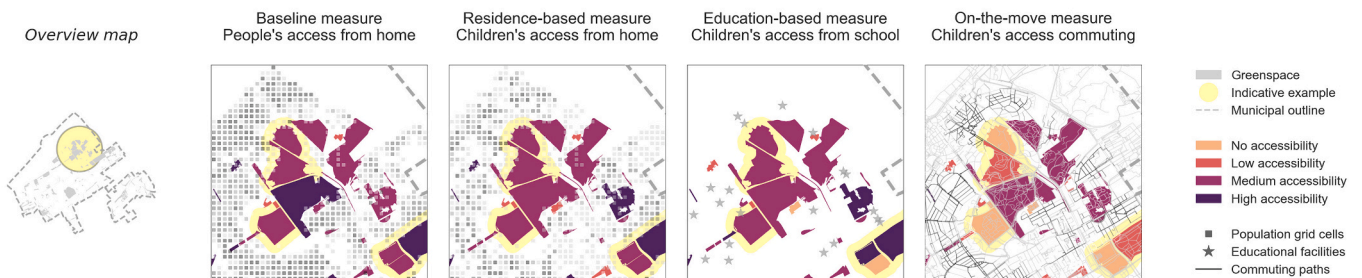 Overview map
Baseline measure
People's access from home
Residence-based measure
Children's access from home
Education-based measure
Children's access from school
On-the-move measure
Children's access commuting
Greenspace
Indicative example
Municipal outline
No accessibility
Low accessibility
Medium accessibility
High accessibility
Population grid cells
Educational facilities
Commuting paths